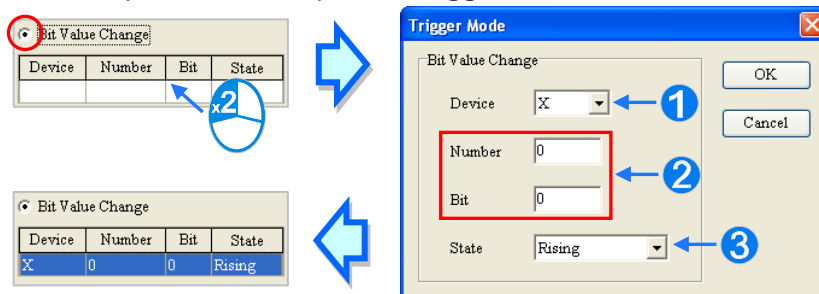 Bit Value Change
Device Number Bit State
x2
Trigger Mode
Bit Value Change
Device X
1
Number 0
2
Bit 0
State Rising
3
OK
Cancel
Bit Value Change
Device Number Bit State
X 0 0 Rising